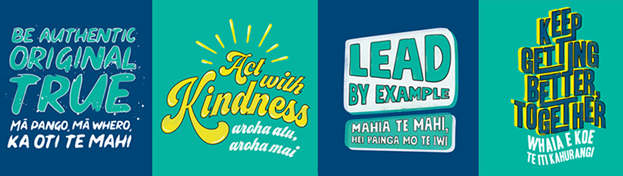 BE AUTHENTIC
ORIGINAL
TRUE
MĀ PANGO, MĀ WHERO,
KA OTI TE MAHI
Act
with
Kindness
aroha atu,
aroha mai
LEAD
BY EXAMPLE
MAHIA TE MAHI,
HEI PAINGA MO TE IWI
KEEP
GETTING
BETTER,
TOGETHER
WHAIA E KOE
TE ITI KAHURANGI